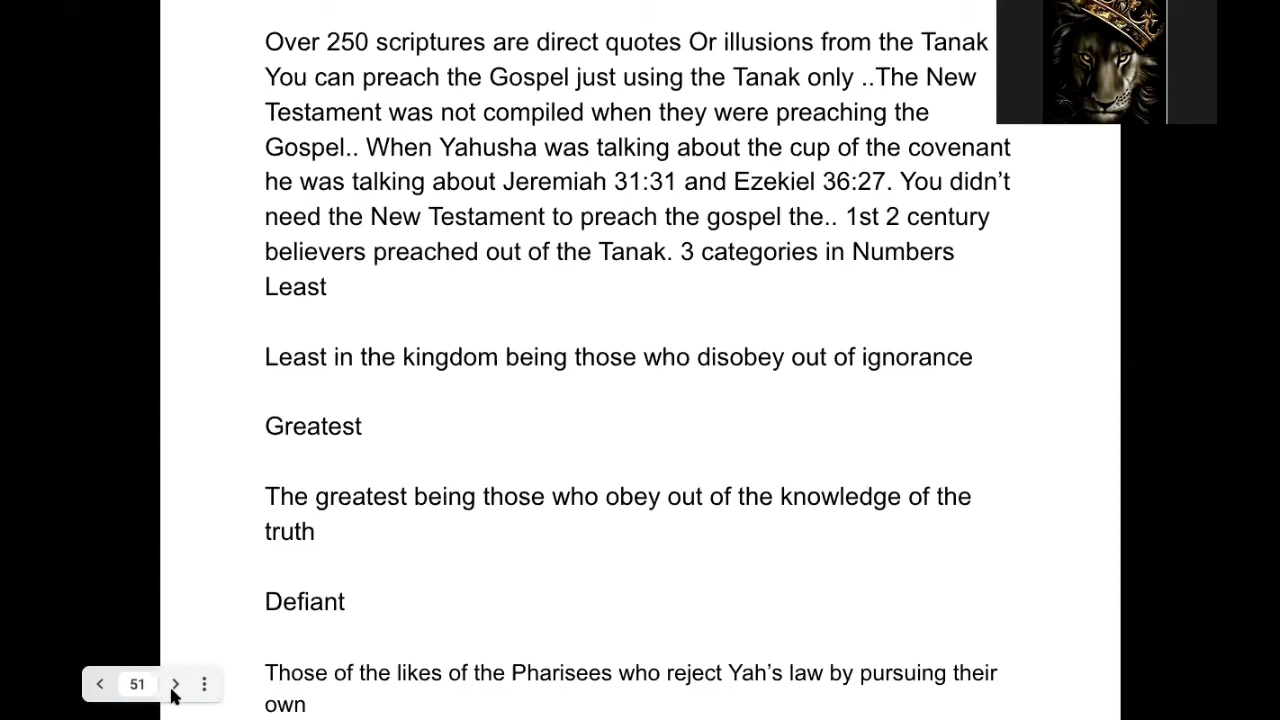 Over 250 scriptures are direct quotes Or illusions from the Tanak
You can preach the Gospel just using the Tanak only ..The New
Testament was not compiled when they were preaching the
Gospel.. When Yahusha was talking about the cup of the covenant
he was talking about Jeremiah 31:31 and Ezekiel 36:27. You didn’t
need the New Testament to preach the gospel the.. 1st 2 century
believers preached out of the Tanak. 3 categories in Numbers
Least
Least in the kingdom being those who disobey out of ignorance
Greatest
The greatest being those who obey out of the knowledge of the
truth
Defiant
Those of the likes of the Pharisees who reject Yah’s law by pursuing their
own
51